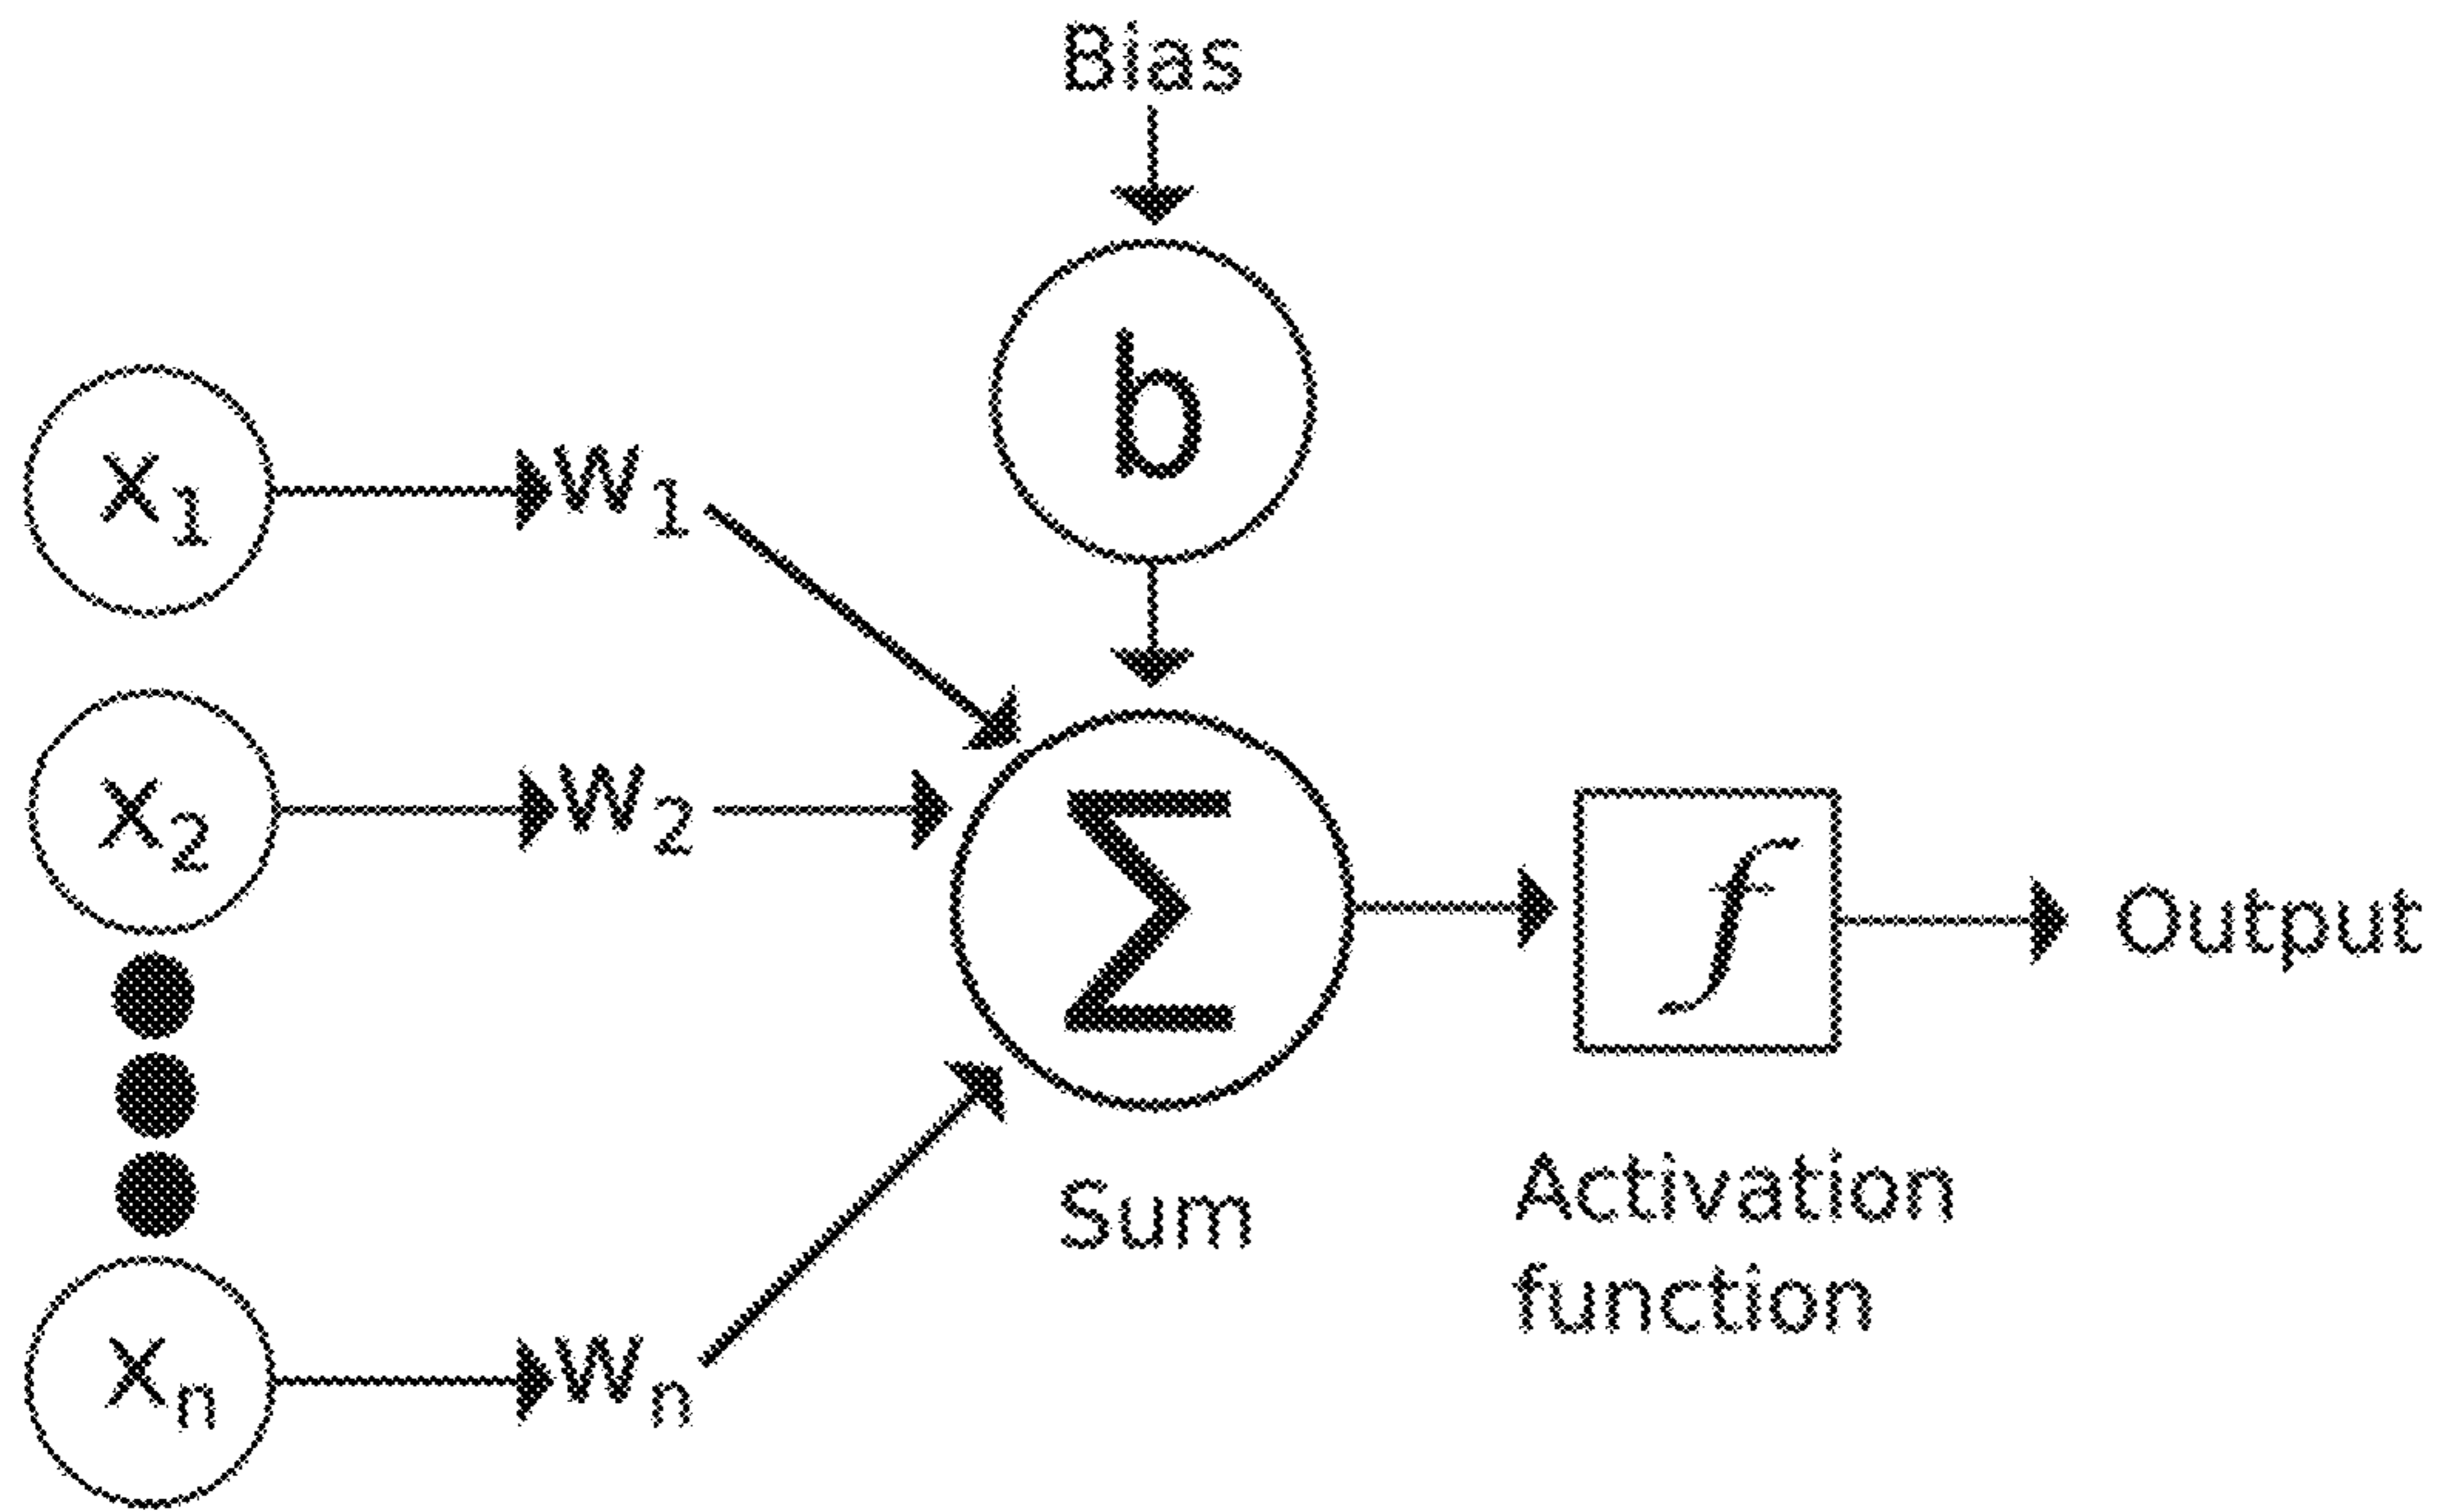 Bias
b
x1
w1
x2
w2
Σ
f
Output
Sum
Activation
function
xn
wn